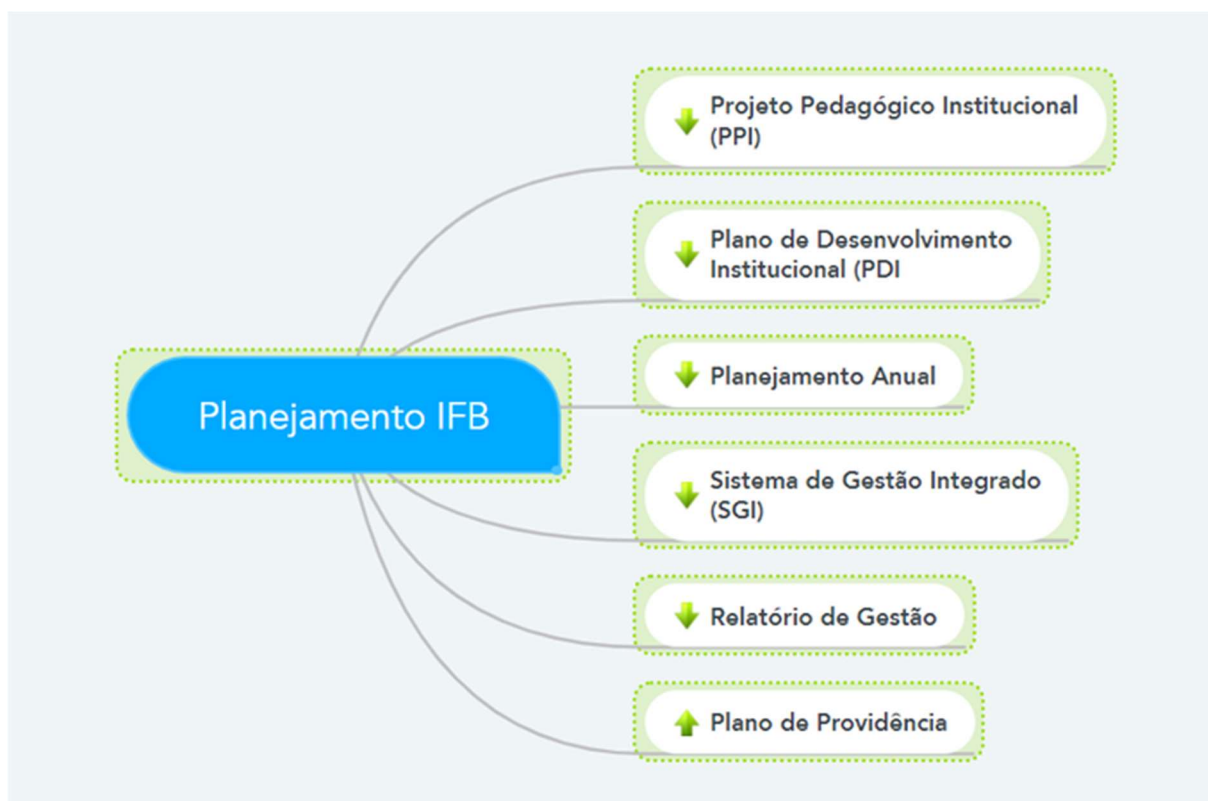 Projeto Pedagógico Institucional
(PPI)
Plano de Desenvolvimento
Institucional (PDI
Planejamento Anual
Planejamento IFB
Sistema de Gestão Integrado
(SGI)
Relatório de Gestão
Plano de Providência